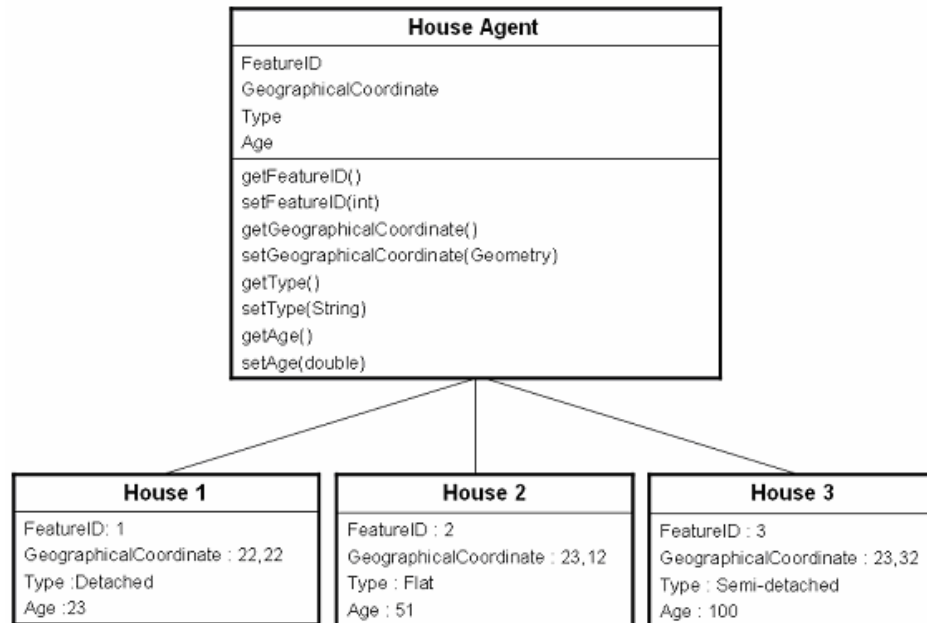 House Agent
FeatureID
GeographicalCoordinate
Type
Age
getFeatureID()
setFeatureID(int)
getGeographicalCoordinate()
setGeographicalCoordinate(Geometry)
getType()
setType(String)
getAge()
setAge(double)
House 1
FeatureID: 1
GeographicalCoordinate : 22,22
Type :Detached
Age :23
House 2
FeatureID : 2
GeographicalCoordinate : 23,12
Type : Flat
Age : 51
House 3
FeatureID : 3
GeographicalCoordinate : 23,32
Type : Semi-detached
Age : 100